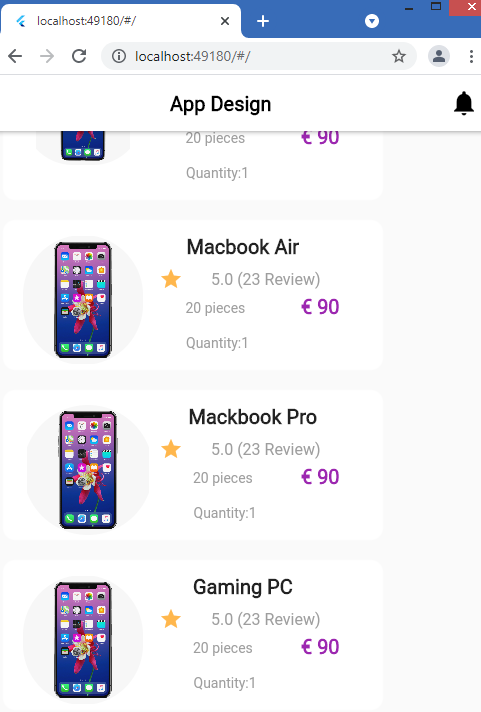 localhost:49180/#/
localhost:49180/#/
App Design
20 pieces € 90
Quantity:1
Macbook Air
5.0 (23 Review)
20 pieces € 90
Quantity:1
Mackbook Pro
5.0 (23 Review)
20 pieces € 90
Quantity:1
Gaming PC
5.0 (23 Review)
20 pieces € 90
Quantity:1